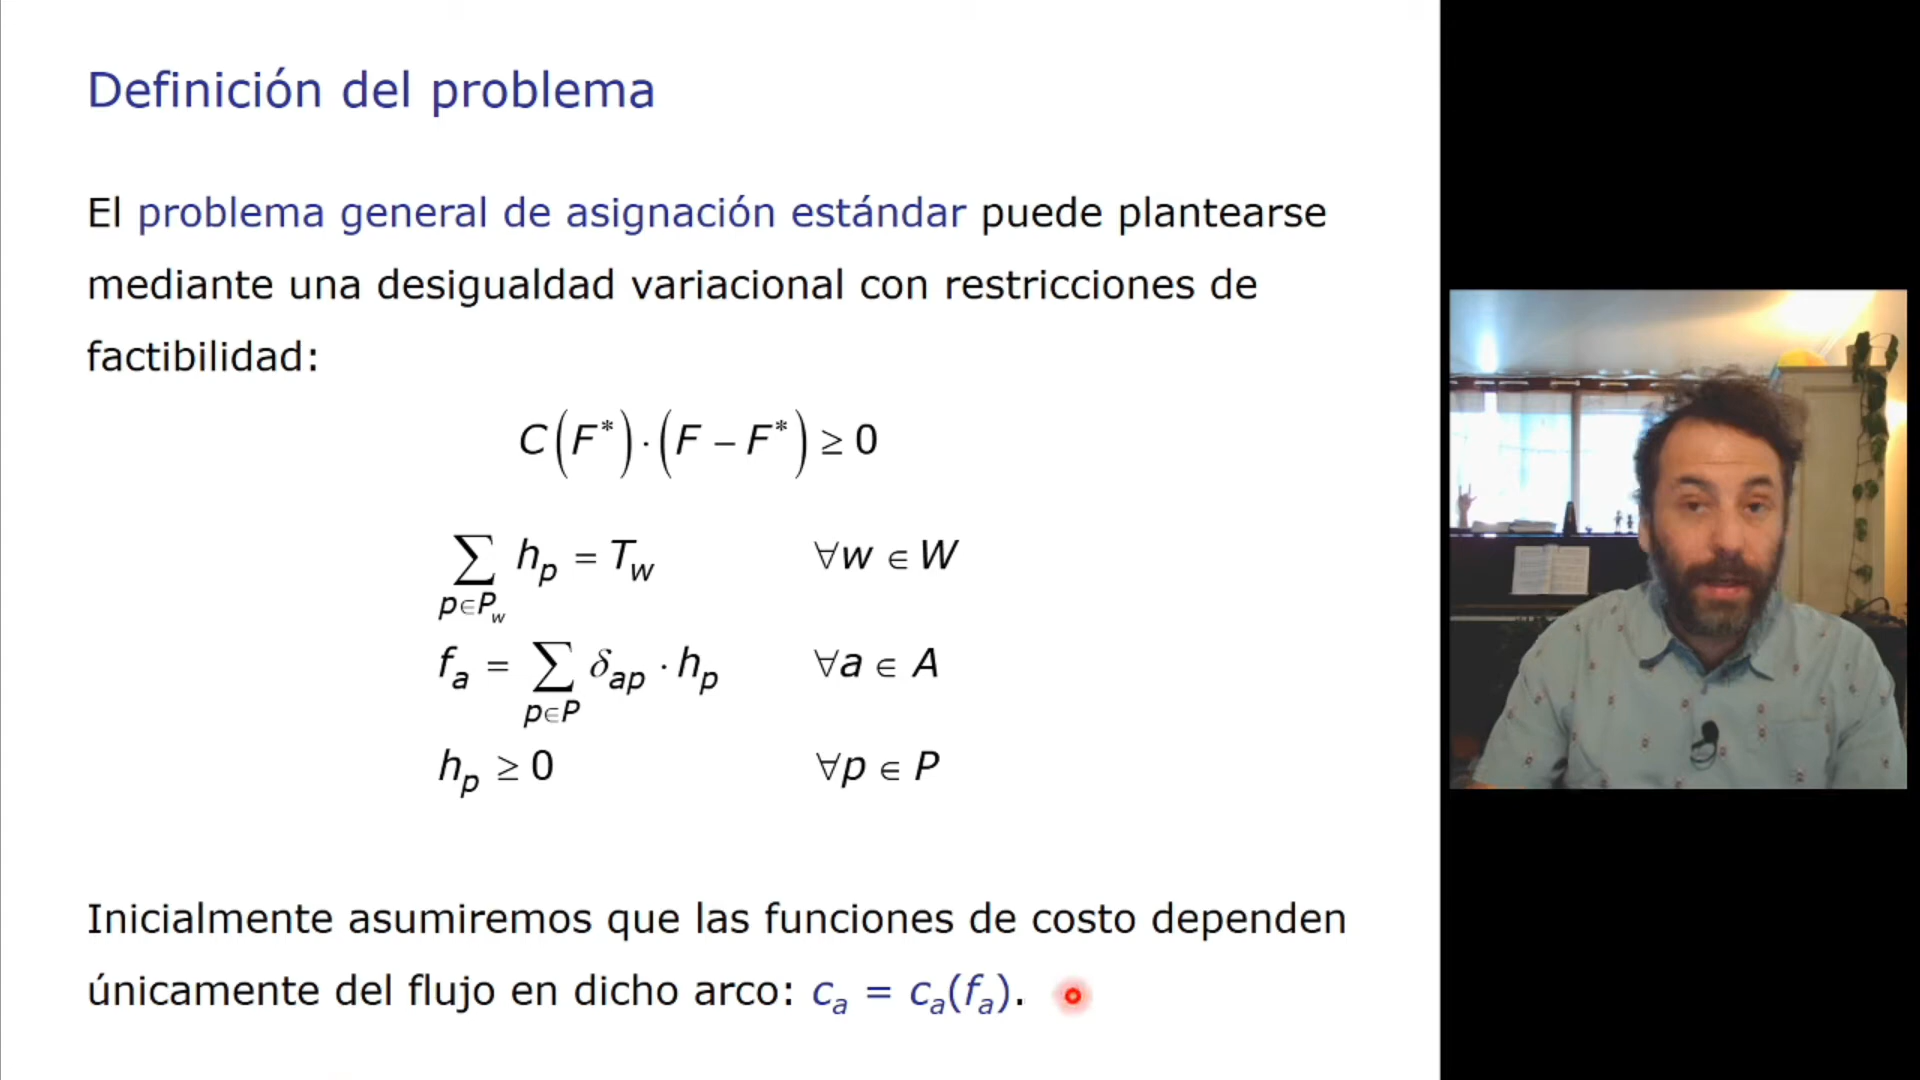 Definición del problema
El problema general de asignación estándar puede plantearse
mediante una desigualdad variacional con restricciones de
factibilidad:
C(F*)·(F − F*) ≥ 0
∑_{p∈P_w} h_p = T_w ∀w ∈ W
f_a = ∑_{p∈P} δ_{ap} · h_p ∀a ∈ A
h_p ≥ 0 ∀p ∈ P
Inicialmente asumiremos que las funciones de costo dependen
únicamente del flujo en dicho arco: c_a = c_a(f_a).